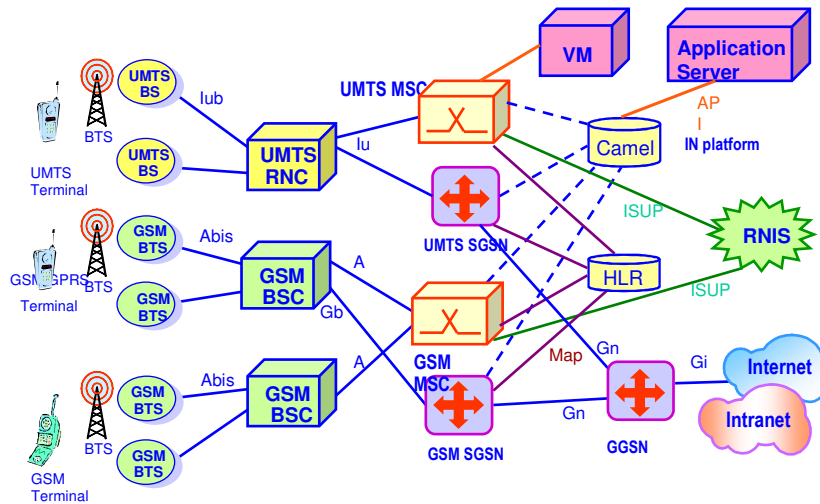 VM
Application
Server
UMTS MSC
AP
I
IN platform
Camel
UMTS
BS
Iub
BTS
UMTS
Terminal
UMTS
BS
UMTS
RNC
Iu
UMTS SGSN
ISUP
RNIS
GSM
BTS
Abis
BTS
GSM GPRS
Terminal
GSM
BTS
GSM
BSC
A
Gb
HLR
ISUP
GSM
MSC
Map
Gn
Gi
Internet
Intranet
GSM
BTS
Abis
BTS
GSM
Terminal
GSM
BTS
GSM
BSC
A
GSM SGSN
Gn
GGSN